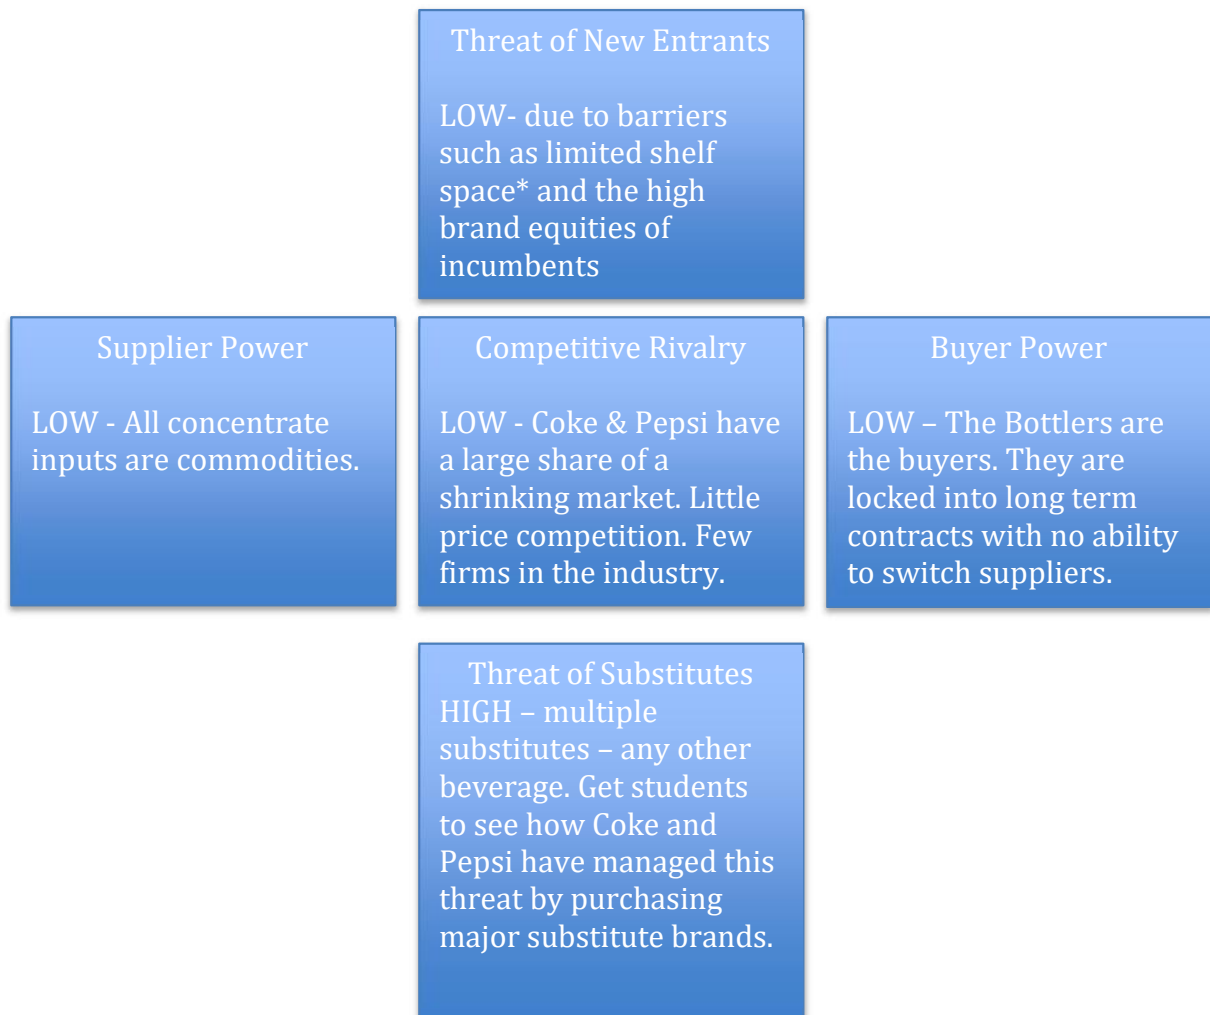 Threat of New Entrants
LOW- due to barriers
such as limited shelf
space* and the high
brand equities of
incumbents
Supplier Power
LOW - All concentrate
inputs are commodities.
Competitive Rivalry
LOW - Coke & Pepsi have
a large share of a
shrinking market. Little
price competition. Few
firms in the industry.
Buyer Power
LOW – The Bottlers are
the buyers. They are
locked into long term
contracts with no ability
to switch suppliers.
Threat of Substitutes
HIGH – multiple
substitutes – any other
beverage. Get students
to see how Coke and
Pepsi have managed this
threat by purchasing
major substitute brands.